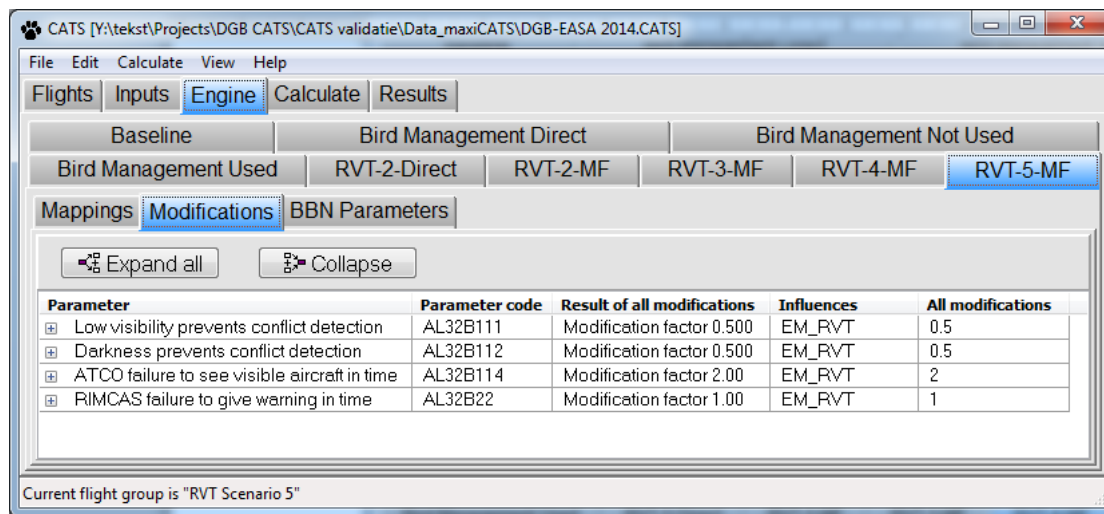 CATS [Y:\tekst\Projects\DGB CATS\CATS validatie\Data_maxiCATS\DGB-EASA 2014.CATS]
File Edit Calculate View Help
Flights Inputs Engine Calculate Results
Baseline Bird Management Direct Bird Management Not Used
Bird Management Used RVT-2-Direct RVT-2-MF RVT-3-MF RVT-4-MF RVT-5-MF
Mappings Modifications BBN Parameters
Expand all Collapse
Parameter Parameter code Result of all modifications Influences All modifications
Low visibility prevents conflict detection AL32B111 Modification factor 0.500 EM_RVT 0.5
Darkness prevents conflict detection AL32B112 Modification factor 0.500 EM_RVT 0.5
ATCO failure to see visible aircraft in time AL32B114 Modification factor 2.00 EM_RVT 2
RIMCAS failure to give warning in time AL32B22 Modification factor 1.00 EM_RVT 1
Current flight group is "RVT Scenario 5"